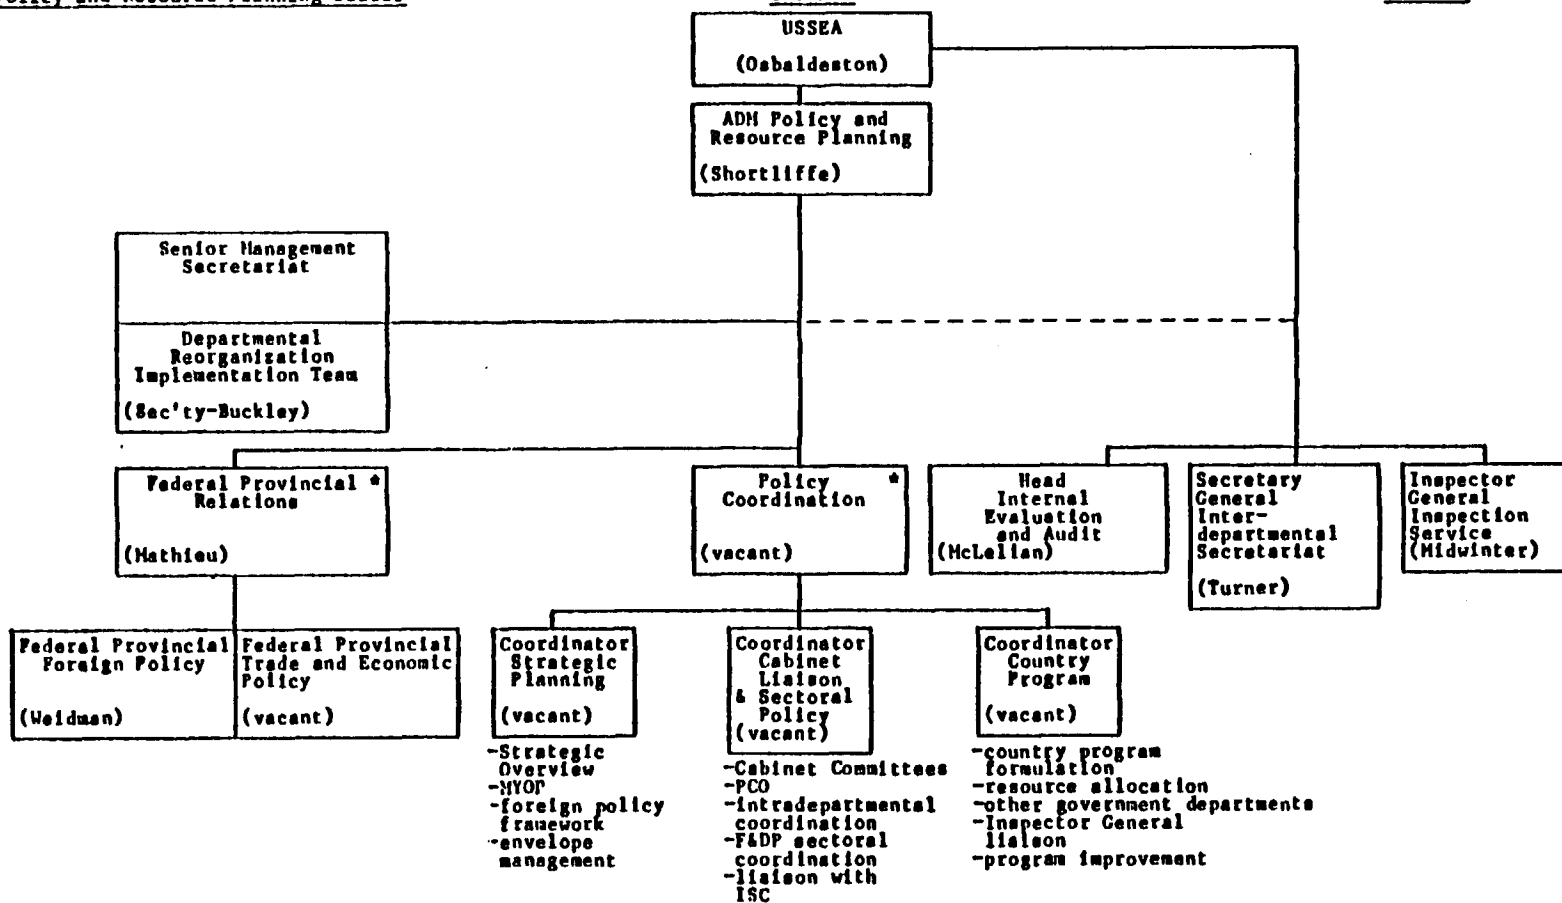 Policy and Resource Planning
USSEA
(Osbaldeston)
ADM Policy and
Resource Planning
(Shortliffe)
Senior Management
Secretariat
Departmental
Reorganization
Implementation Team
(Sec'ty-Buckley)
Federal Provincial *
Relations
(Mathieu)
Policy *
Coordination
(vacant)
Head
Internal
Evaluation
and Audit
(McLellan)
Secretary
General
Inter-
departmental
Secretariat
(Turner)
Inspector
General
Inspection
Service
(Midwinter)
Federal Provincial
Foreign Policy
(Weidman)
Federal Provincial
Trade and Economic
Policy
(vacant)
Coordinator
Strategic
Planning
(vacant)
-Strategic
Overview
-MYOP
-foreign policy
framework
-envelope
management
Coordinator
Cabinet
Liaison
& Sectoral
Policy
(vacant)
-Cabinet Committees
-PCO
-intradepartmental
coordination
-F&DP sectoral
coordination
-liaison with
ISC
Coordinator
Country
Program
(vacant)
-country program
formulation
-resource allocation
-other government departments
-Inspector General
liaison
-program improvement